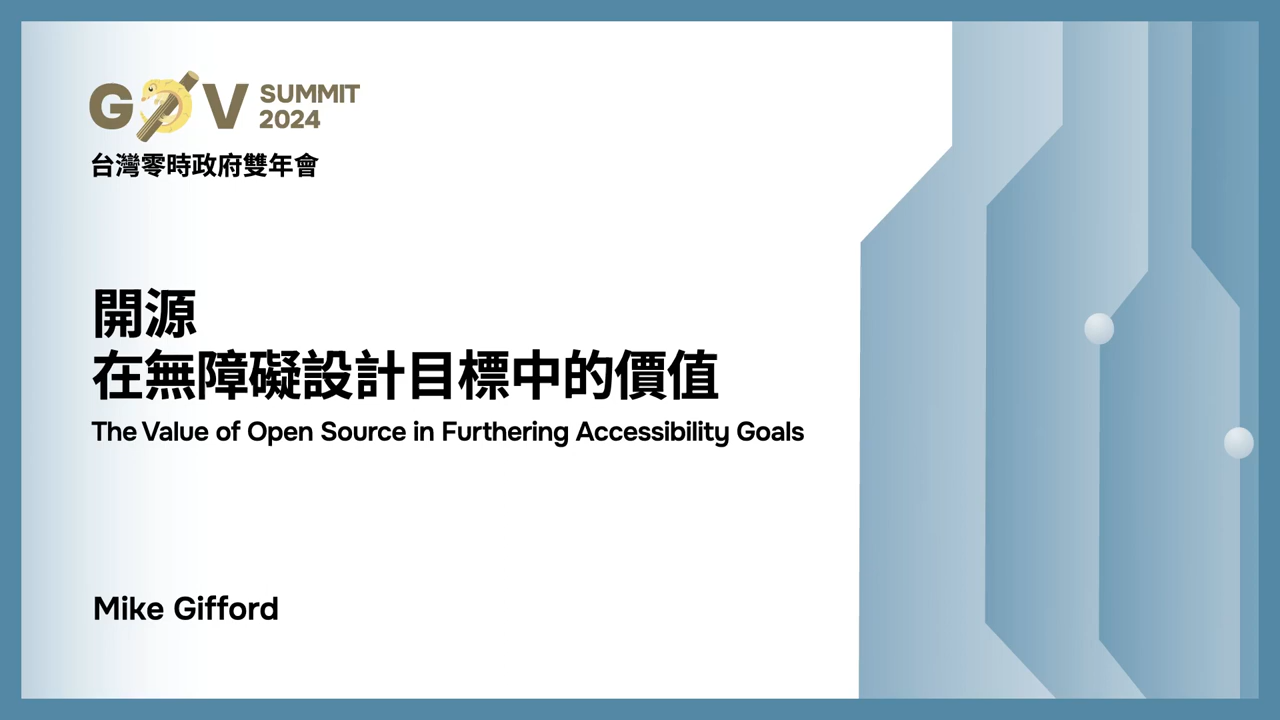 G0V SUMMIT
2024
台灣零時政府雙年會
開源
在無障礙設計目標中的價值
The Value of Open Source in Furthering Accessibility Goals
Mike Gifford